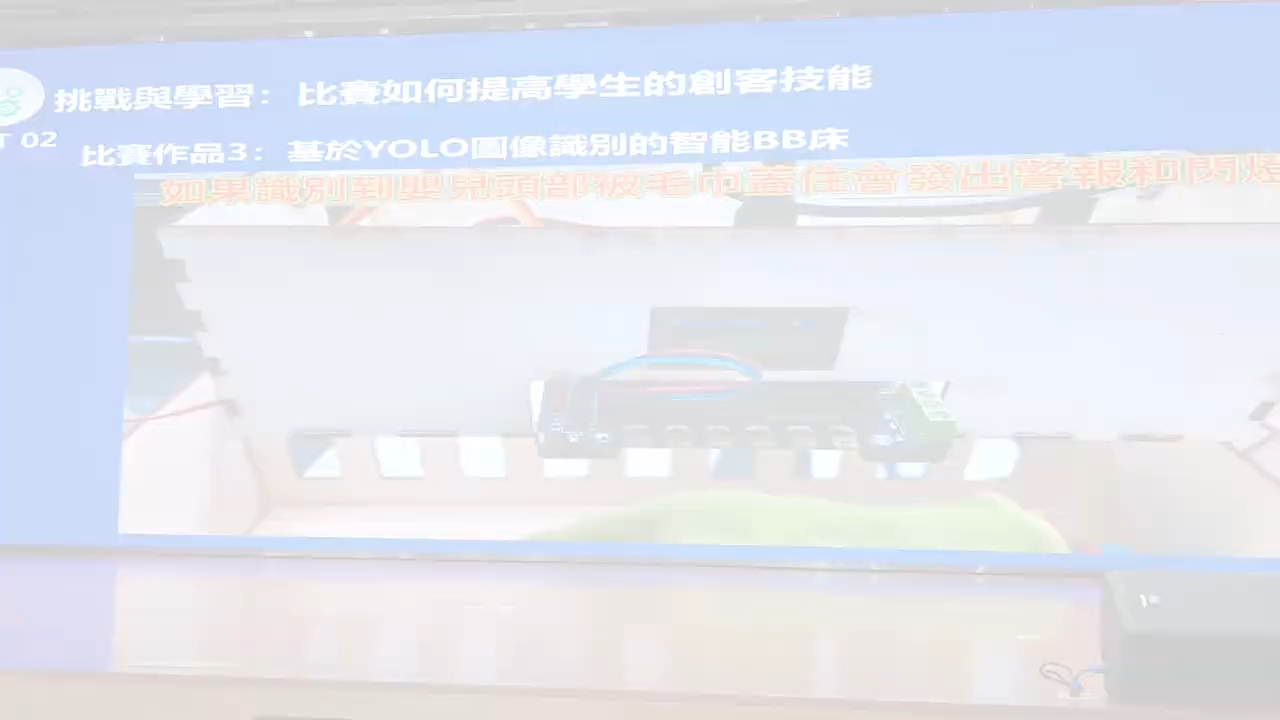 挑戰與學習：比賽如何提高學生的創客技能
T 02
比賽作品3：基於YOLO圖像識別的智能BB床
如果識別到嬰兒頭部被毛巾蓋住會發出警報和閃燈